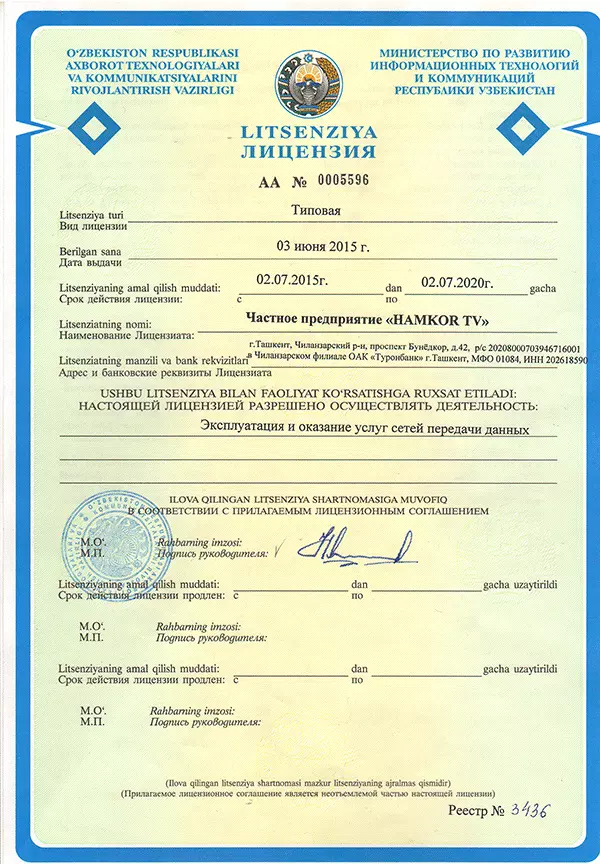 O‘ZBEKISTON RESPUBLIKASI
AXBOROT TEXNOLOGIYALARI
VA KOMMUNIKATSIYALARINI
RIVOJLANTIRISH VAZIRLIGI
МИНИСТЕРСТВО ПО РАЗВИТИЮ
ИНФОРМАЦИОННЫХ ТЕХНОЛОГИЙ
И КОММУНИКАЦИЙ
РЕСПУБЛИКИ УЗБЕКИСТАН
LITSENZIYA
ЛИЦЕНЗИЯ
АА № 0005596
Litsenziya turi
Вид лицензии
Типовая
Berilgan sana
Дата выдачи
03 июня 2015 г.
Litsenziyaning amal qilish muddati: 02.07.2015г. dan 02.07.2020г. gacha
Срок действия лицензии: с по
Litsenziatning nomi:
Наименование Лицензиата:
Частное предприятие «HAMKOR TV»
г.Ташкент, Чиланзарский р-н, проспект Бунёдкор, д.42, р/с 20208000703946716001
Litsenziatning manzili va bank rekvizitlari
в Чиланзарском филиале ОАК «Туронбанк» г.Ташкент, МФО 01084, ИНН 202618590
Адрес и банковские реквизиты Лицензиата
USHBU LITSENZIYA BILAN FAOLIYAT KO‘RSATISHGA RUXSAT ETILADI:
НАСТОЯЩЕЙ ЛИЦЕНЗИЕЙ РАЗРЕШЕНО ОСУЩЕСТВЛЯТЬ ДЕЯТЕЛЬНОСТЬ:
Эксплуатация и оказание услуг сетей передачи данных
ILOVA QILINGAN LITSENZIYA SHARTNOMASIGA MUVOFIQ
В СООТВЕТСТВИИ С ПРИЛАГАЕМЫМ ЛИЦЕНЗИОННЫМ СОГЛАШЕНИЕМ
M.O‘. Rahbarning imzosi:
М.П. Подпись руководителя:
Litsenziyaning amal qilish muddati: dan gacha uzaytirildi
Срок действия лицензии продлен: с по
M.O‘. Rahbarning imzosi:
М.П. Подпись руководителя:
Litsenziyaning amal qilish muddati: dan gacha uzaytirildi
Срок действия лицензии продлен: с по
M.O‘. Rahbarning imzosi:
М.П. Подпись руководителя:
(Ilova qilingan litsenziya shartnomasi mazkur litsenziyaning ajralmas qismidir)
(Прилагаемое лицензионное соглашение является неотъемлемой частью настоящей лицензии)
Реестр № 3436